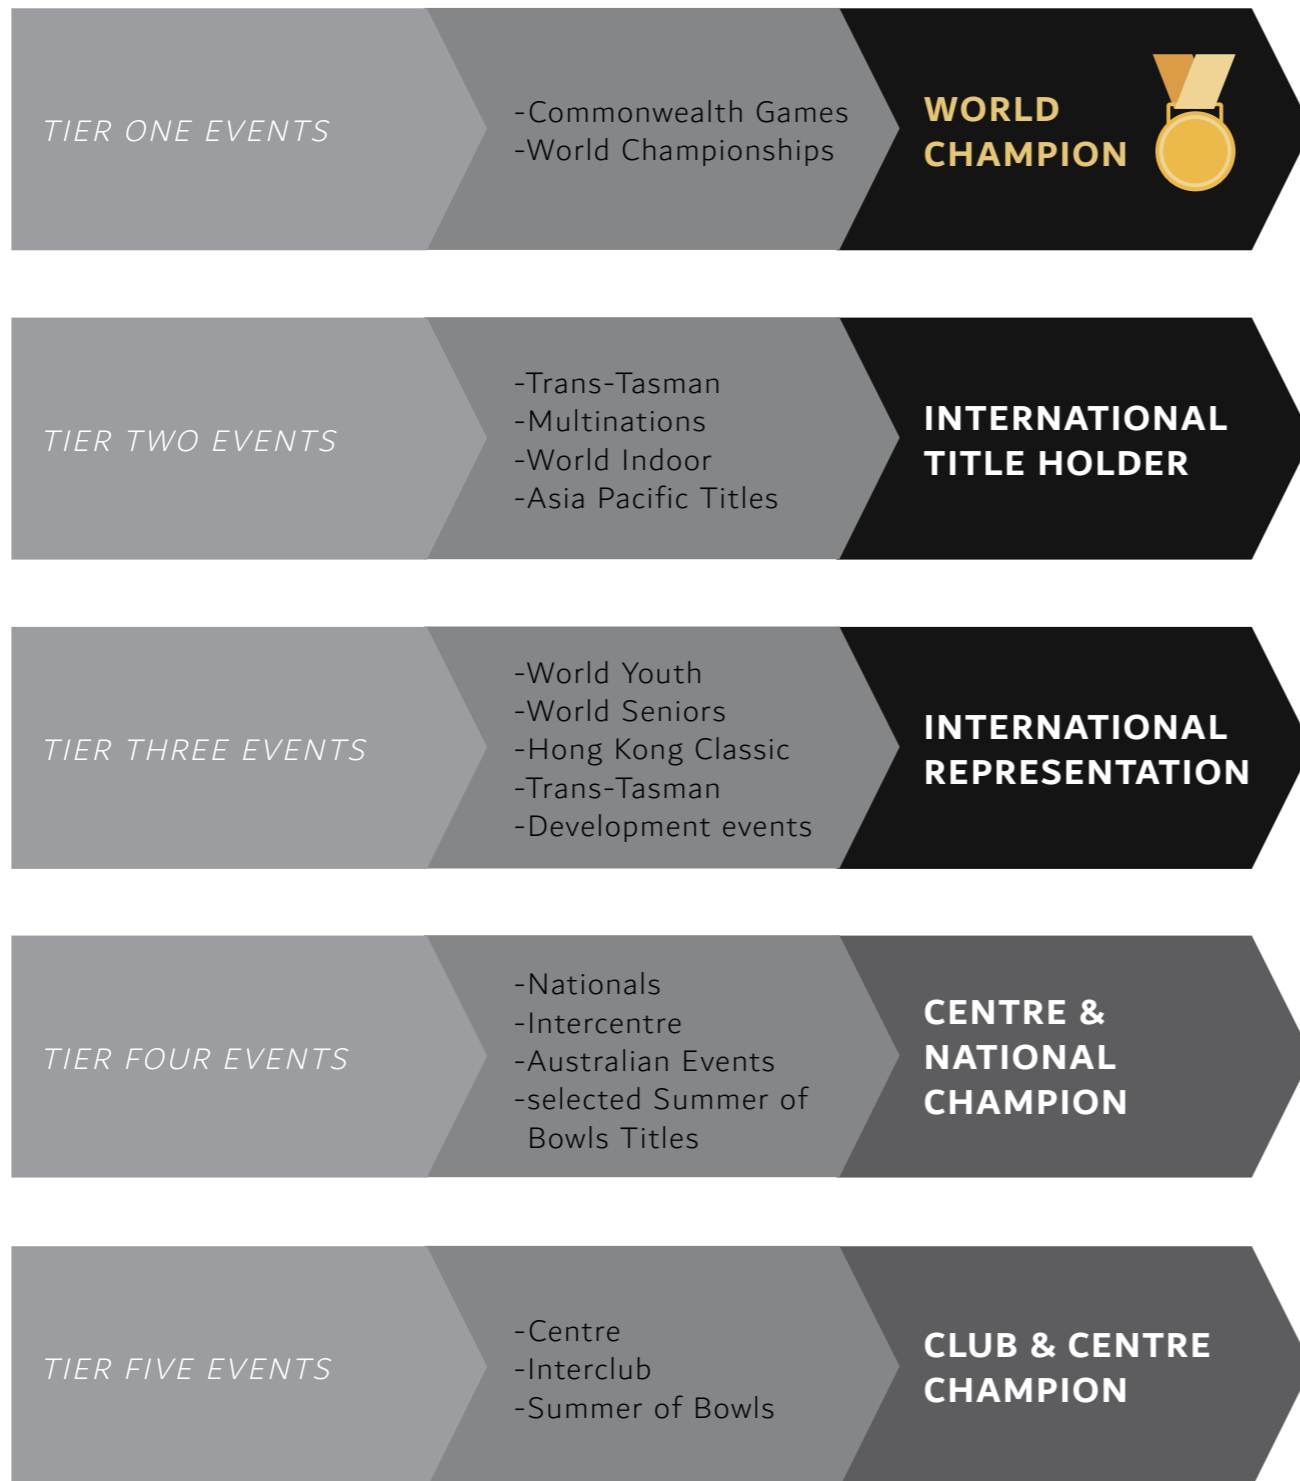 TIER ONE EVENTS
-Commonwealth Games
-World Championships
WORLD
CHAMPION
TIER TWO EVENTS
-Trans-Tasman
-Multinations
-World Indoor
-Asia Pacific Titles
INTERNATIONAL
TITLE HOLDER
TIER THREE EVENTS
-World Youth
-World Seniors
-Hong Kong Classic
-Trans-Tasman
-Development events
INTERNATIONAL
REPRESENTATION
TIER FOUR EVENTS
-Nationals
-Intercentre
-Australian Events
-selected Summer of
Bowls Titles
CENTRE &
NATIONAL
CHAMPION
TIER FIVE EVENTS
-Centre
-Interclub
-Summer of Bowls
CLUB & CENTRE
CHAMPION